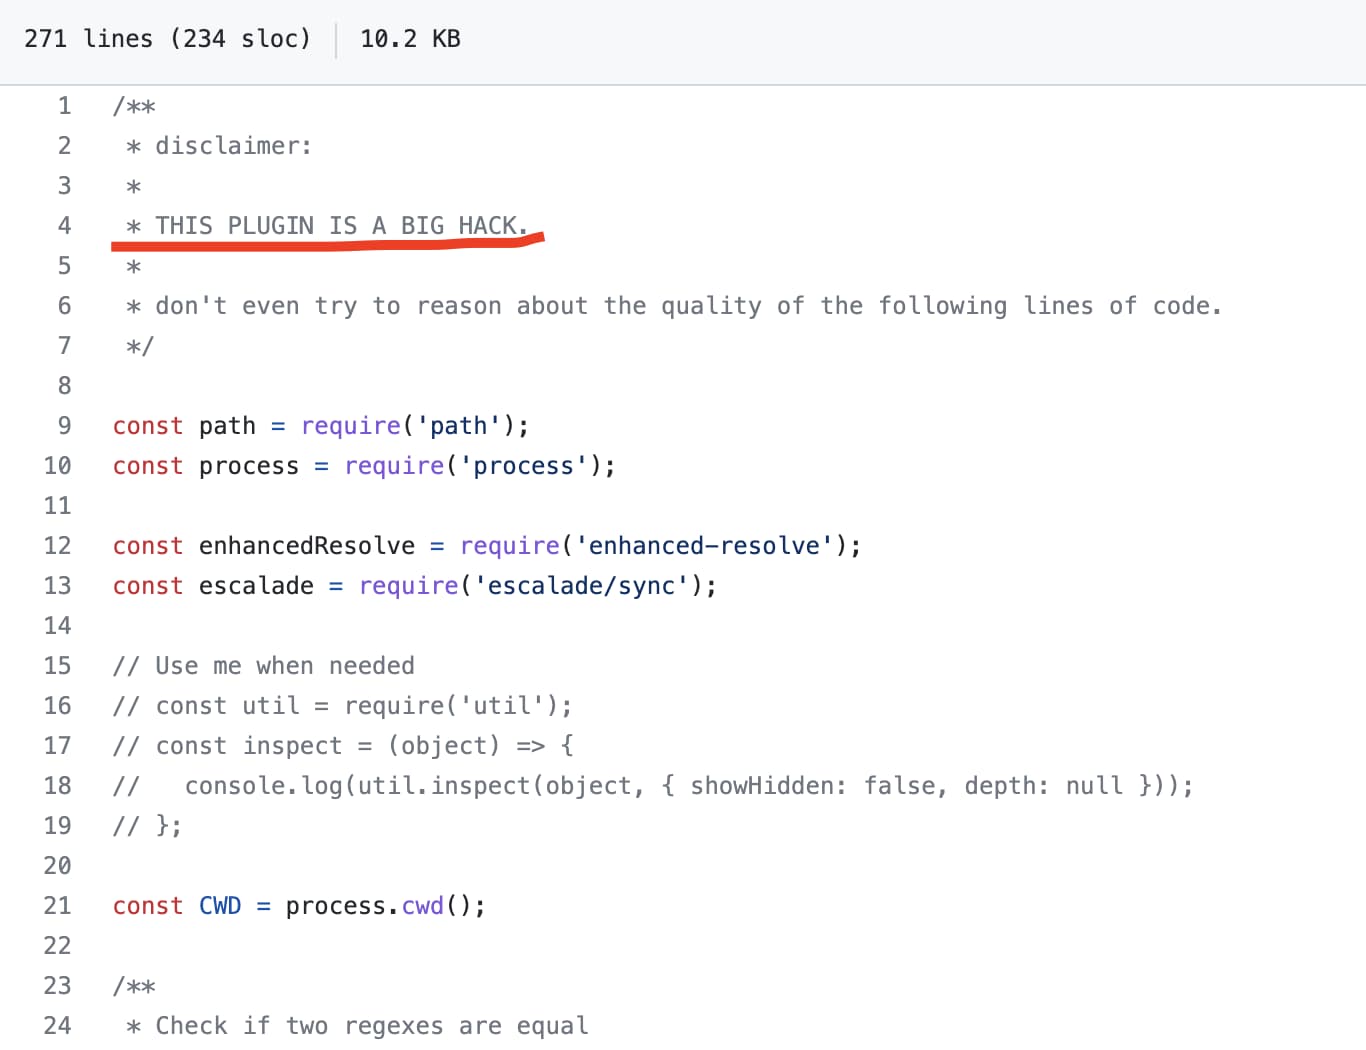 271 lines (234 sloc) 10.2 KB
1 /**
2  * disclaimer:
3  *
4  * THIS PLUGIN IS A BIG HACK.
5  *
6  * don't even try to reason about the quality of the following lines of code.
7  */
8
9 const path = require('path');
10 const process = require('process');
11
12 const enhancedResolve = require('enhanced-resolve');
13 const escalade = require('escalade/sync');
14
15 // Use me when needed
16 // const util = require('util');
17 // const inspect = (object) => {
18 //   console.log(util.inspect(object, { showHidden: false, depth: null }));
19 // };
20
21 const CWD = process.cwd();
22
23 /**
24  * Check if two regexes are equal